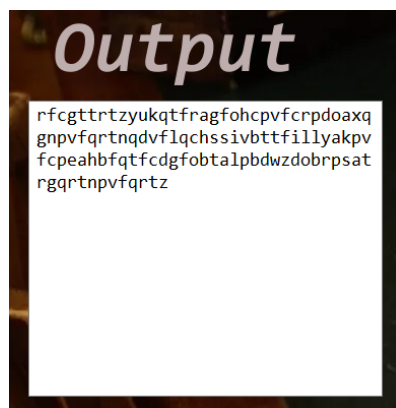 Output
rfcgttrtzyukqtfragfohcpvfcrpdoaxq
gnpvfqrtnqdvflqchssivbttfillyakpv
fcpeahbfqtfcdgfobtalpbdwzdobrpsat
rgqrtnpvfqrtz